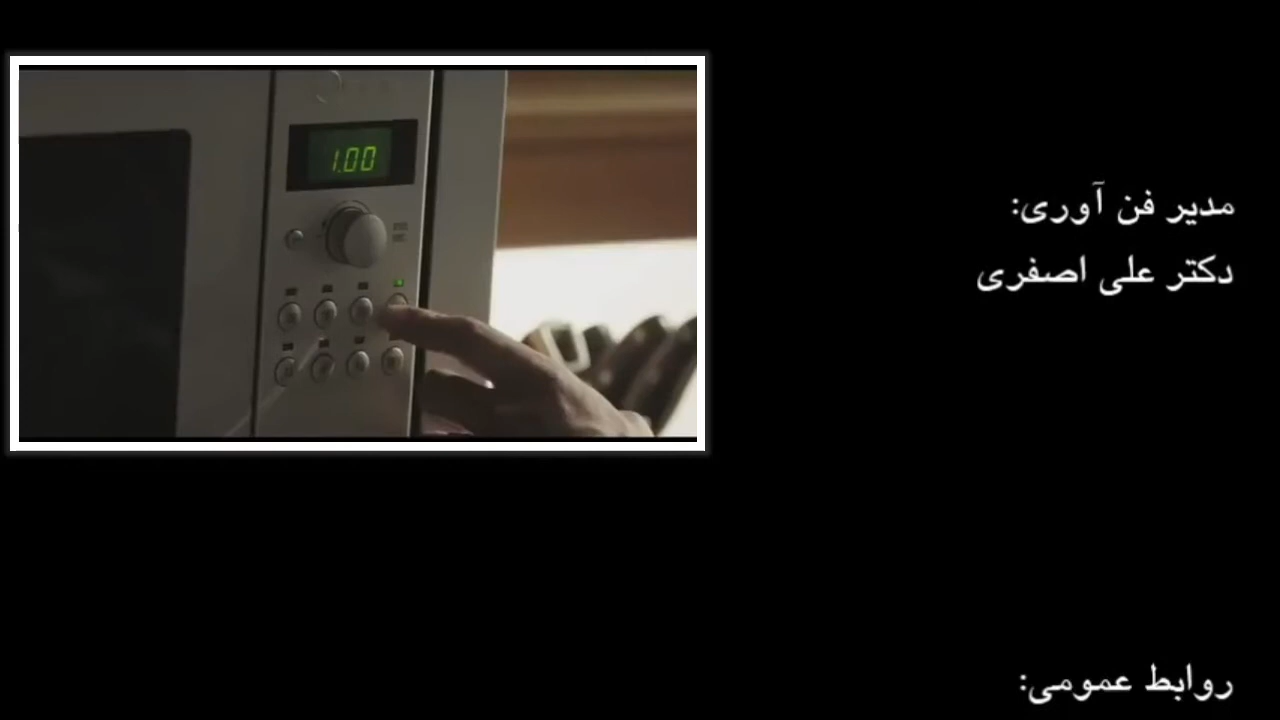 1.00
مدیر فن آوری:
دکتر علی اصفری
روابط عمومی: